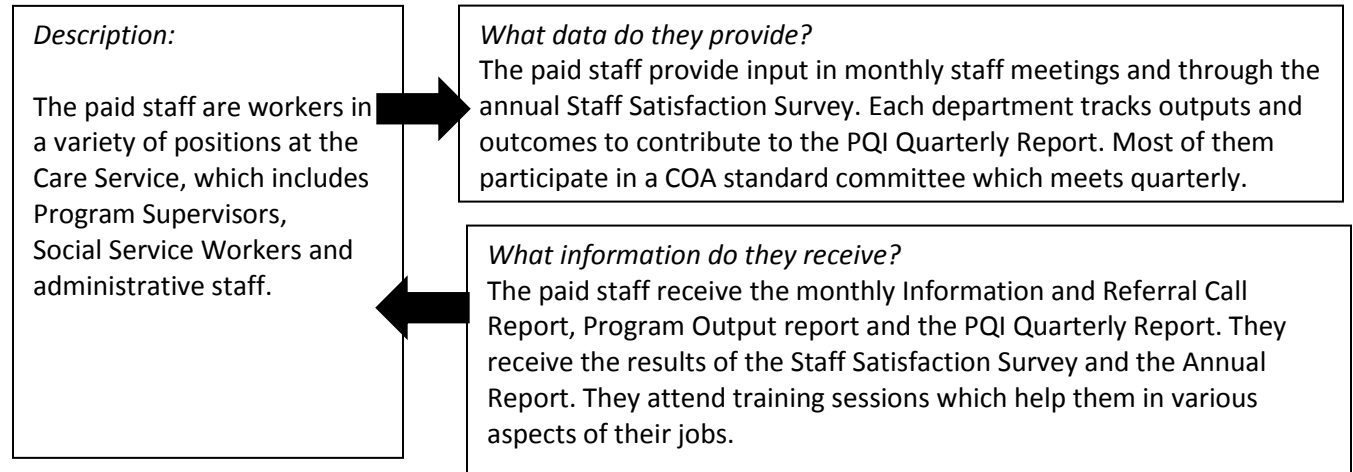 Description:
The paid staff are workers in
a variety of positions at the
Care Service, which includes
Program Supervisors,
Social Service Workers and
administrative staff.
What data do they provide?
The paid staff provide input in monthly staff meetings and through the
annual Staff Satisfaction Survey. Each department tracks outputs and
outcomes to contribute to the PQI Quarterly Report. Most of them
participate in a COA standard committee which meets quarterly.
What information do they receive?
The paid staff receive the monthly Information and Referral Call
Report, Program Output report and the PQI Quarterly Report. They
receive the results of the Staff Satisfaction Survey and the Annual
Report. They attend training sessions which help them in various
aspects of their jobs.